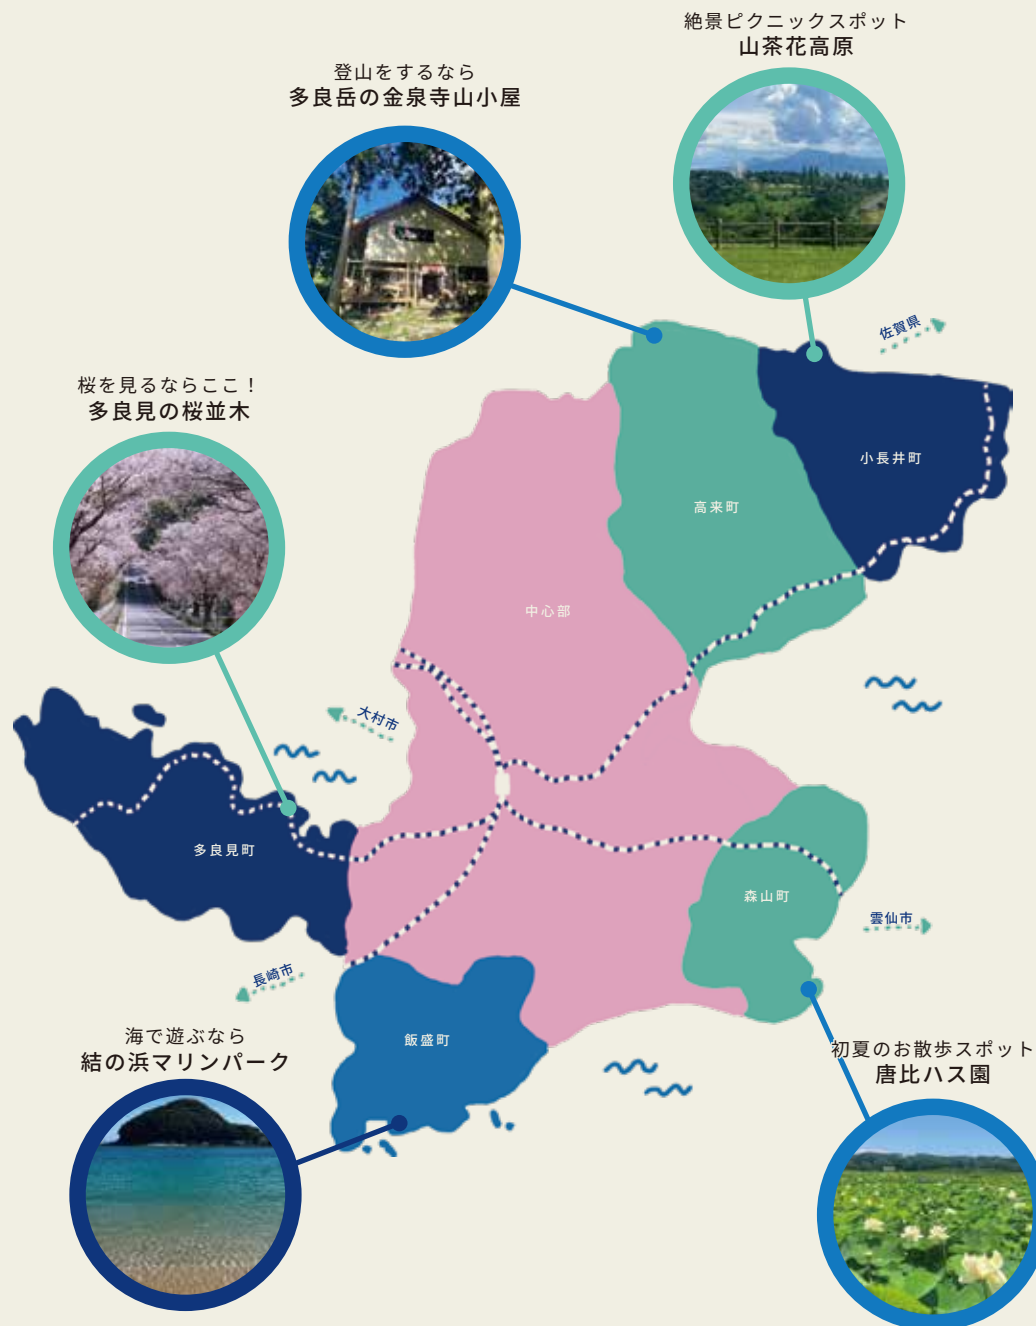 絶景ピクニックスポット
山茶花高原
登山をするなら
多良岳の金泉寺山小屋
佐賀県
桜を見るならここ！
多良見の桜並木
小長井町
高来町
中心部
大村市
多良見町
森山町
雲仙市
長崎市
飯盛町
海で遊ぶなら
結の浜マリンパーク
初夏のお散歩スポット
唐比ハス園